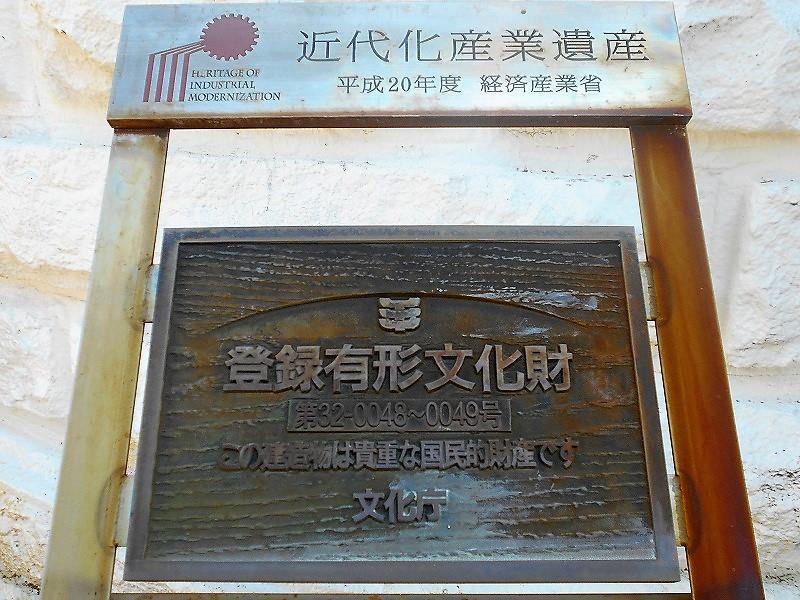 近代化産業遺産
HERITAGE OF
INDUSTRIAL
MODERNIZATION
平成20年度 経済産業省
登録有形文化財
第32-0048~0049号
この建造物は貴重な国民的財産です
文化庁